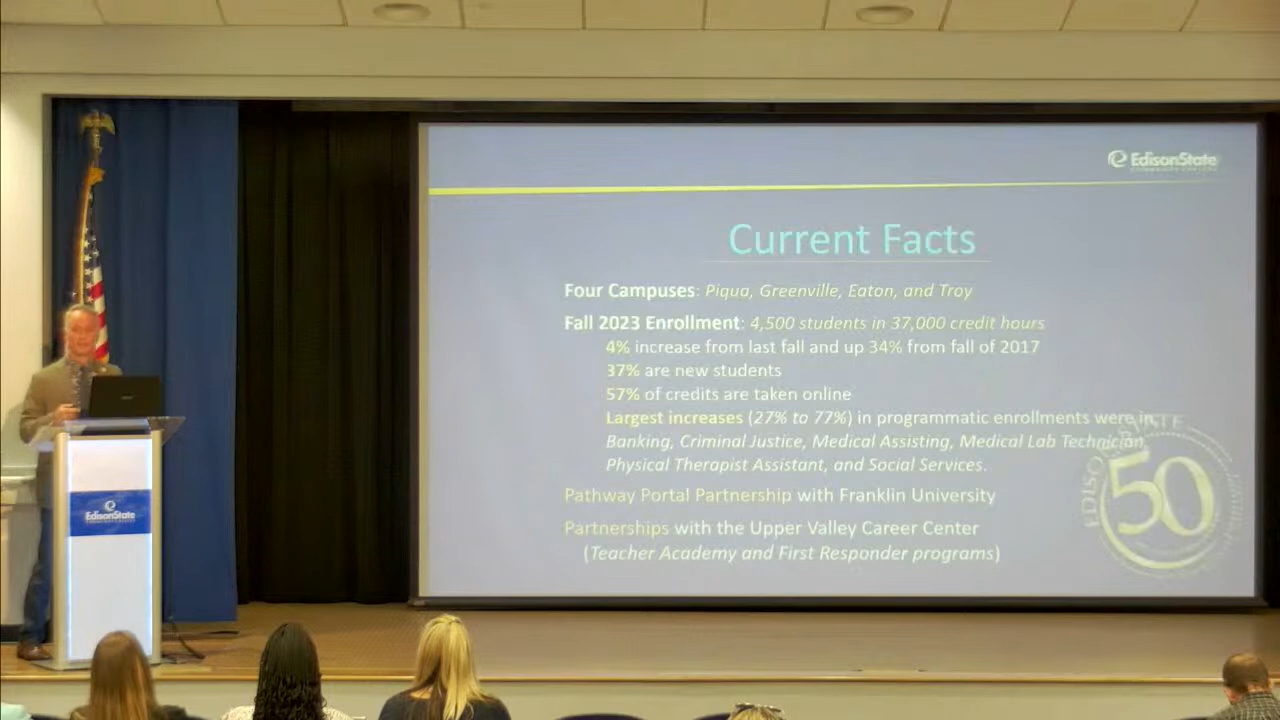 EdisonState
COMMUNITY COLLEGE
Current Facts
Four Campuses: Piqua, Greenville, Eaton, and Troy
Fall 2023 Enrollment: 4,500 students in 37,000 credit hours
4% increase from last fall and up 34% from fall of 2017
37% are new students
57% of credits are taken online
Largest increases (27% to 77%) in programmatic enrollments were in
Banking, Criminal Justice, Medical Assisting, Medical Lab Technician,
Physical Therapist Assistant, and Social Services.
Pathway Portal Partnership with Franklin University
Partnerships with the Upper Valley Career Center
(Teacher Academy and First Responder programs)
EDISON STATE
50
EdisonState